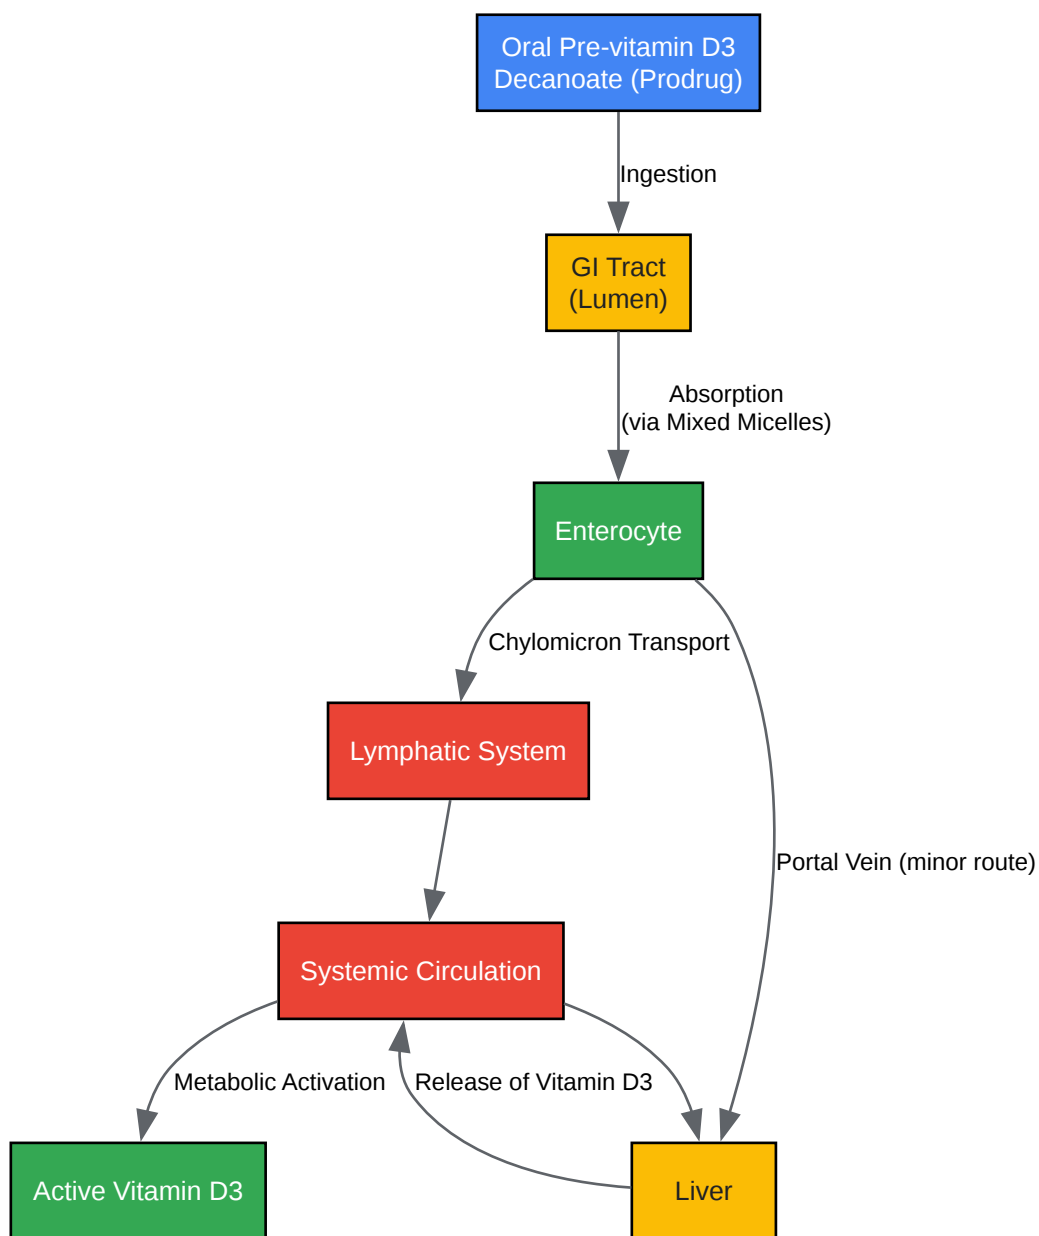 Oral Pre-vitamin D3
Decanoate (Prodrug)
Ingestion
GI Tract
(Lumen)
Absorption
(via Mixed Micelles)
Enterocyte
Chylomicron Transport
Lymphatic System
Portal Vein (minor route)
Systemic Circulation
Metabolic Activation
Release of Vitamin D3
Active Vitamin D3
Liver